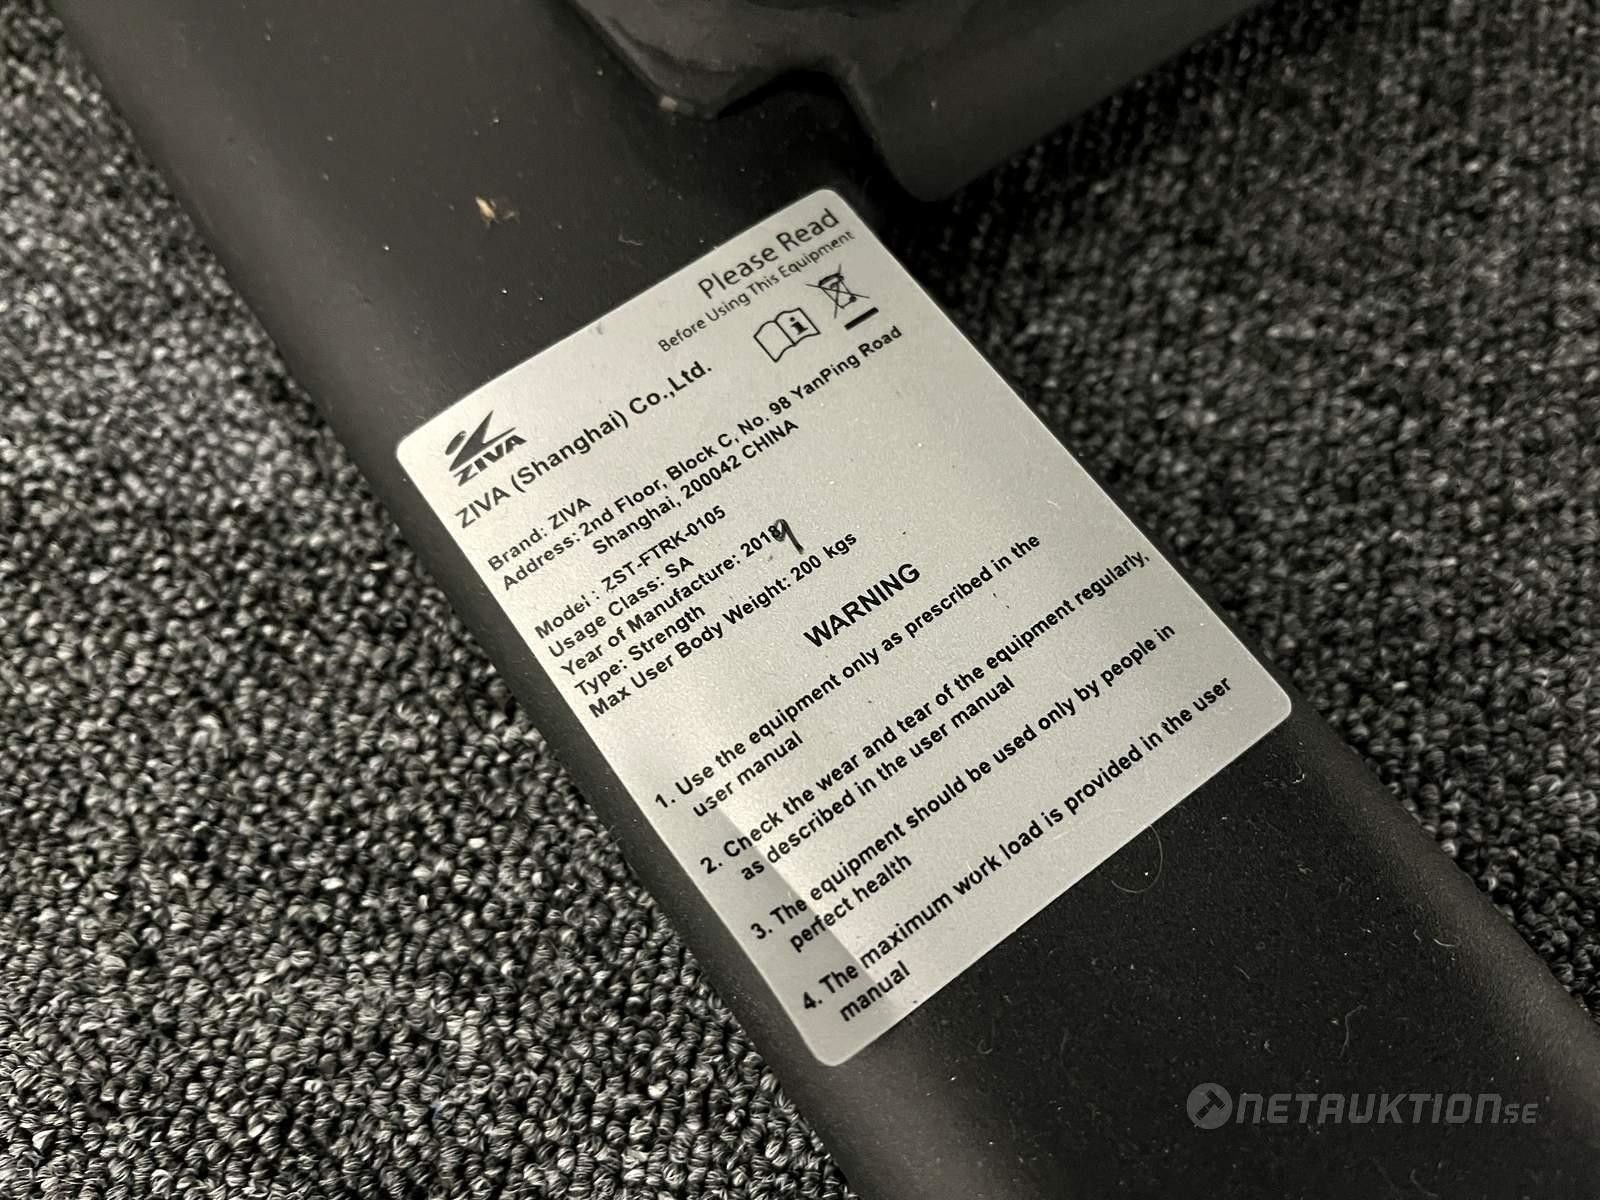 Please Read
Before Using This Equipment
ZIVA
ZIVA (Shanghai) Co.,Ltd.
Brand: ZIVA
Address: 2nd Floor, Block C, No. 98 YanPing Road
Shanghai, 200042 CHINA
Model : ZST-FTRK-0105
Usage Class: SA
Year of Manufacture: 2018 9
Type: Strength
Max User Body Weight: 200 kgs
WARNING
1. Use the equipment only as prescribed in the
user manual
2. Check the wear and tear of the equipment regularly,
as described in the user manual
3. The equipment should be used only by people in
perfect health
4. The maximum work load is provided in the user
manual
NETAUKTION.SE